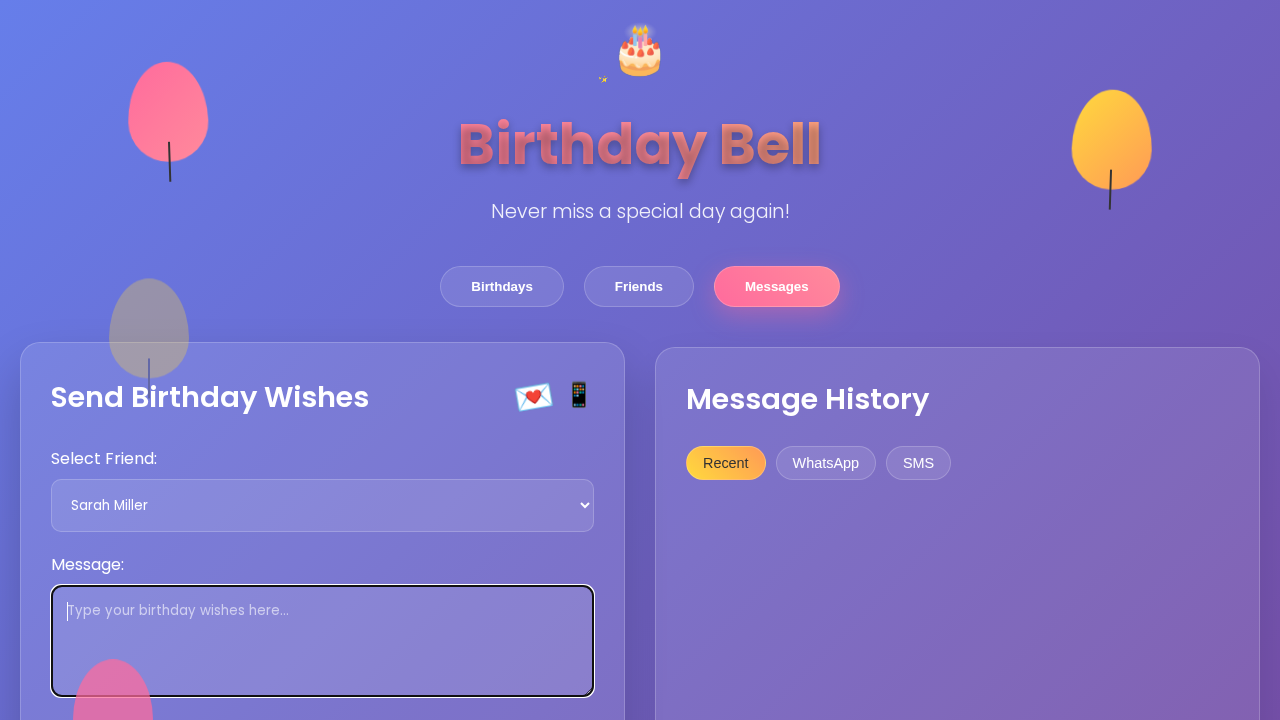 Birthday Bell
Never miss a special day again!
Birthdays
Friends
Messages
Send Birthday Wishes
Select Friend:
Sarah Miller
Message:
Type your birthday wishes here...
Message History
Recent
WhatsApp
SMS